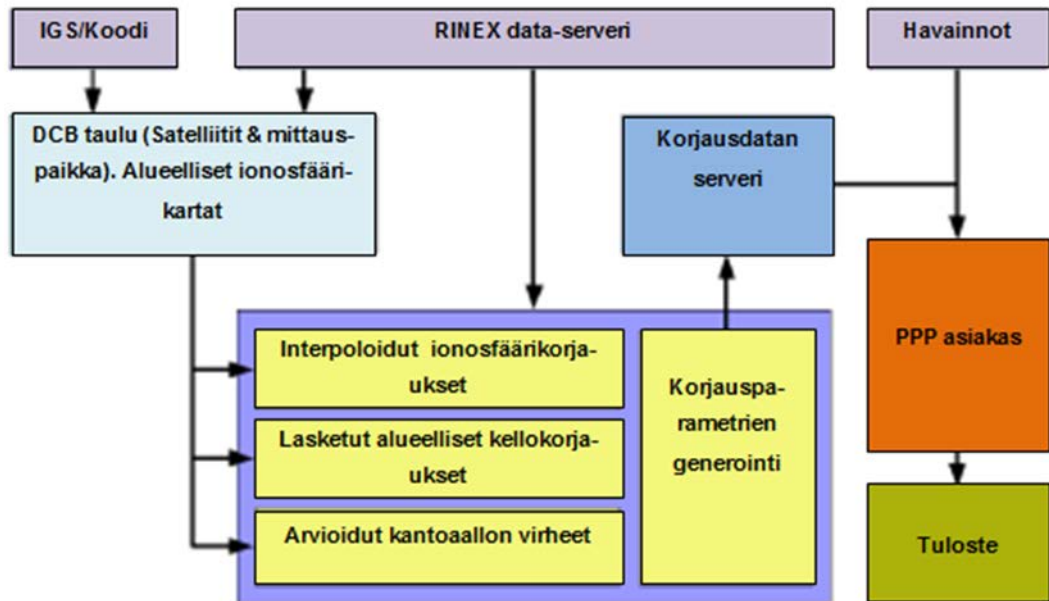 IGS/Koodi
RINEX data-serveri
Havainnot
DCB taulu (Satelliitit & mittaus-
paikka). Alueelliset ionosfääri-
kartat
Korjausdatan
serveri
PPP asiakas
Interpoloidut ionosfäärikorja-
ukset
Lasketut alueelliset kellokorja-
ukset
Arvioidut kantoaallon virheet
Korjauspa-
rametrien
generointi
Tuloste